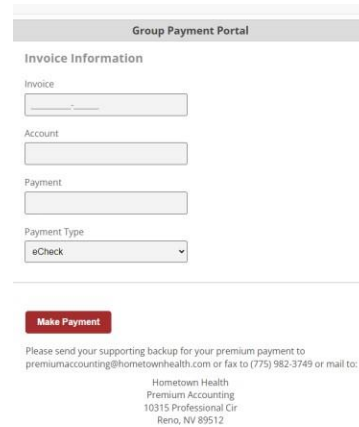 Group Payment Portal
Invoice Information
Invoice
________-_____
Account
Payment
Payment Type
eCheck
Make Payment
Please send your supporting backup for your premium payment to
premiumaccounting@hometownhealth.com or fax to (775) 982-3749 or mail to:
Hometown Health
Premium Accounting
10315 Professional Cir
Reno, NV 89512